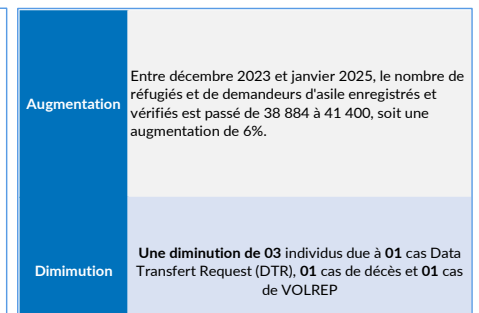 Augmentation
Entre décembre 2023 et janvier 2025, le nombre de
réfugiés et de demandeurs d'asile enregistrés et
vérifiés est passé de 38 884 à 41 400, soit une
augmentation de 6%.
Dimimution
Une diminution de 03 individus due à 01 cas Data
Transfert Request (DTR), 01 cas de décès et 01 cas
de VOLREP